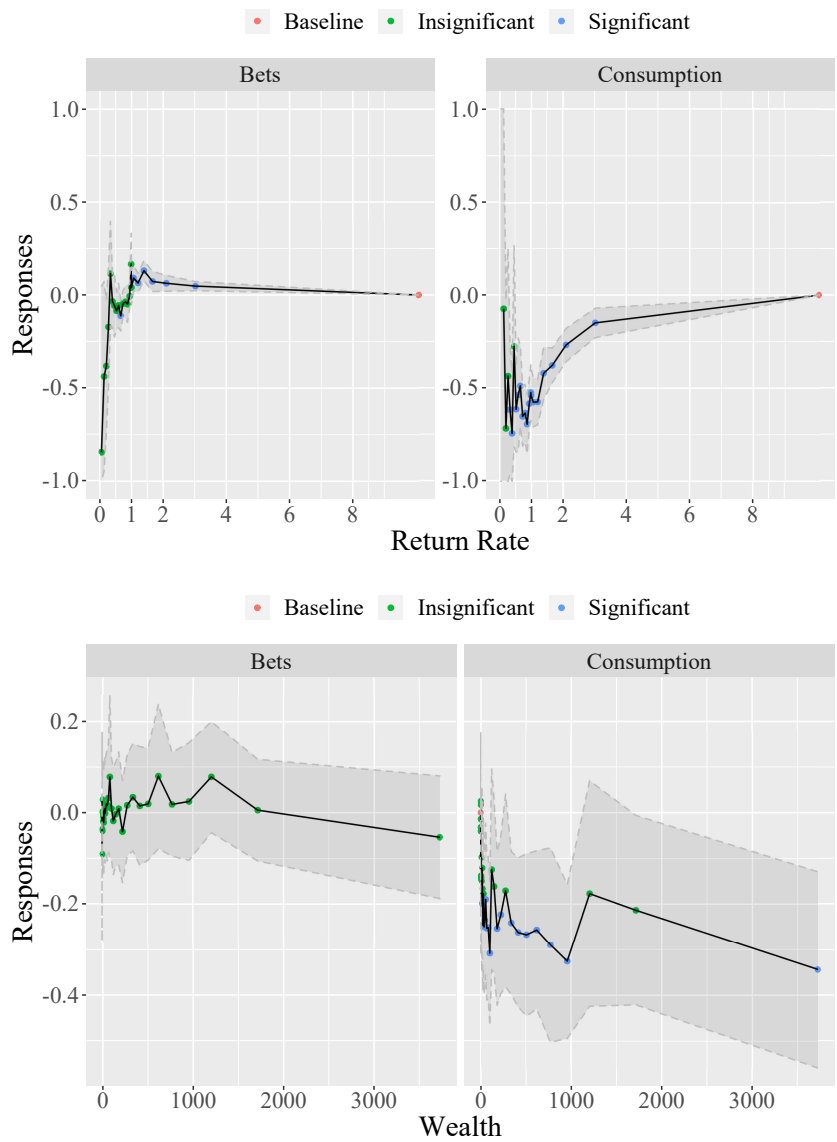 Baseline Insignificant Significant
Bets Consumption
1.0 1.0
0.5 0.5
0.0 0.0
-0.5 -0.5
-1.0 -1.0
0 1 2 4 6 8 0 1 2 4 6 8
Responses
Return Rate
Baseline Insignificant Significant
Bets Consumption
0.2
0.0
-0.2
-0.4
0 1000 2000 3000 0 1000 2000 3000
Responses
Wealth